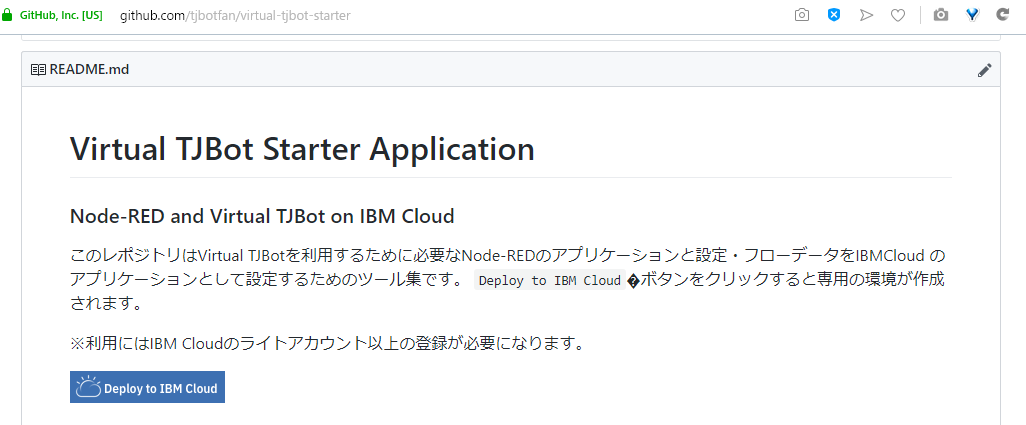 GitHub, Inc. [US]
github.com/tjbotfan/virtual-tjbot-starter
README.md
Virtual TJBot Starter Application
Node-RED and Virtual TJBot on IBM Cloud
このレポジトリはVirtual TJBotを利用するために必要なNode-REDのアプリケーションと設定・フローデータをIBMCloud の
アプリケーションとして設定するためのツール集です。 Deploy to IBM Cloud�ボタンをクリックすると専用の環境が作成
されます。
※利用にはIBM Cloudのライトアカウント以上の登録が必要になります。
Deploy to IBM Cloud